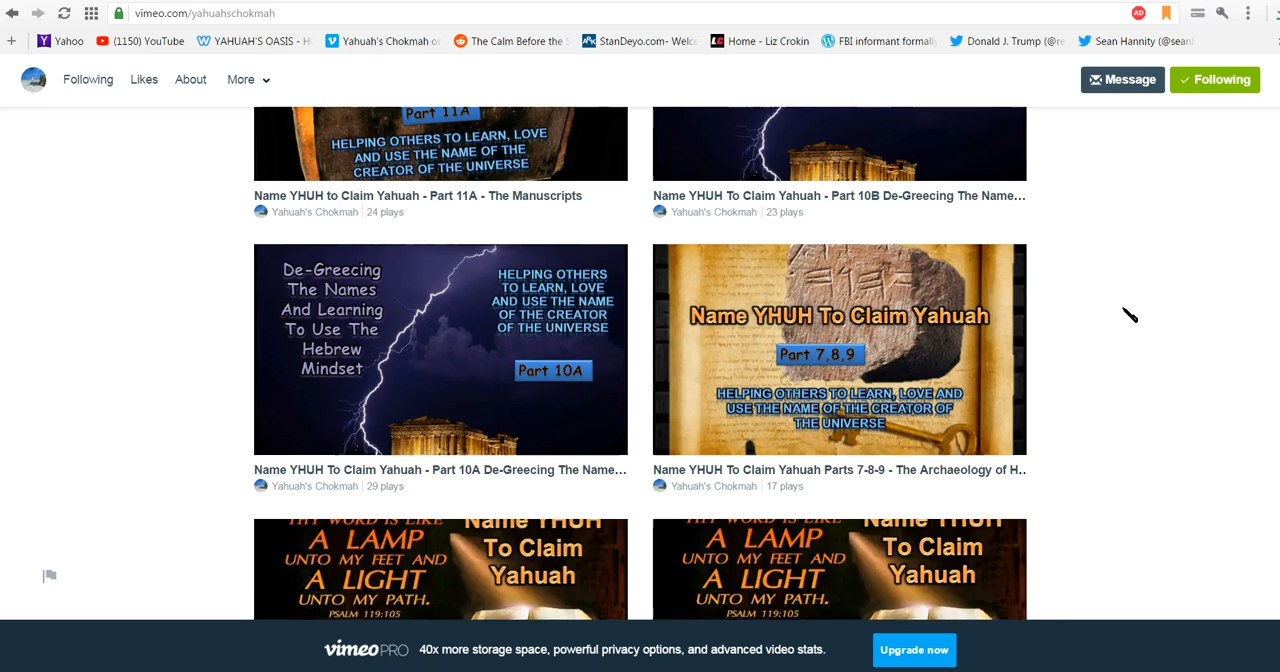 vimeo.com/yahuahschokmah
AD
Yahoo
(1150) YouTube
YAHUAH'S OASIS - H
Yahuah's Chokmah o
The Calm Before the S
StanDeyo.com- Welc
Home - Liz Crokin
FBI informant formall
Donald J. Trump (@re
Sean Hannity (@sean
Following
Likes
About
More
Message
Following
Part 11A
HELPING OTHERS TO LEARN, LOVE
AND USE THE NAME OF THE
CREATOR OF THE UNIVERSE
Name YHUH to Claim Yahuah - Part 11A - The Manuscripts
Yahuah's Chokmah
24 plays
Name YHUH To Claim Yahuah - Part 10B De-Greecing The Name...
Yahuah's Chokmah
23 plays
De-Greecing
The Names
And Learning
To Use The
Hebrew
Mindset
HELPING OTHERS
TO LEARN, LOVE
AND USE THE NAME
OF THE CREATOR
OF THE UNIVERSE
Part 10A
Name YHUH To Claim Yahuah - Part 10A De-Greecing The Name...
Yahuah's Chokmah
29 plays
Name YHUH To Claim Yahuah
Part 7,8,9
HELPING OTHERS TO LEARN, LOVE AND
USE THE NAME OF THE CREATOR OF
THE UNIVERSE
Name YHUH To Claim Yahuah Parts 7-8-9 - The Archaeology of H..
Yahuah's Chokmah
17 plays
THY WORD IS LIKE
A LAMP
UNTO MY FEET AND
A LIGHT
UNTO MY PATH.
PSALM 119:105
Name YHUH
To Claim
Yahuah
THY WORD IS LIKE
A LAMP
UNTO MY FEET AND
A LIGHT
UNTO MY PATH.
PSALM 119:105
Name YHUH
To Claim
Yahuah
vimeo PRO
40x more storage space, powerful privacy options, and advanced video stats.
Upgrade now